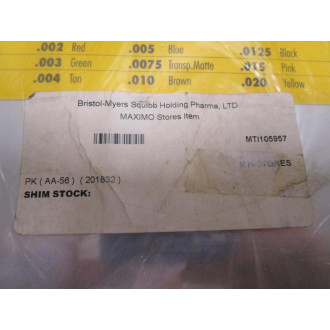 .002 Red .005 Blue .0125 Black
.003 Green .0075 Transp.Matte .015 Pink
.004 Tan .010 Brown .020 Yellow
Bristol-Myers Squibb Holding Pharma, LTD
MAXIMO Stores Item
MTI105957
PK ( AA-56 ) ( 201832 )
SHIM STOCK: